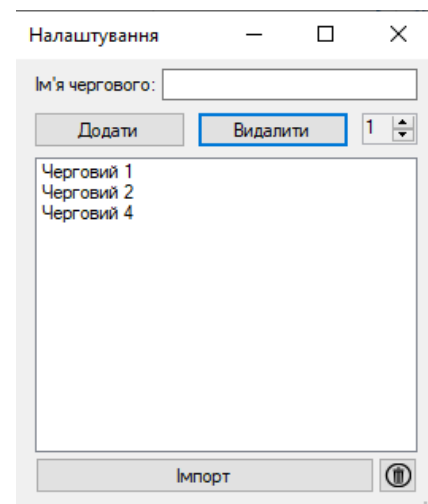 Налаштування
Ім'я чергового:
Додати Видалити 1
Черговий 1
Черговий 2
Черговий 4
Імпорт